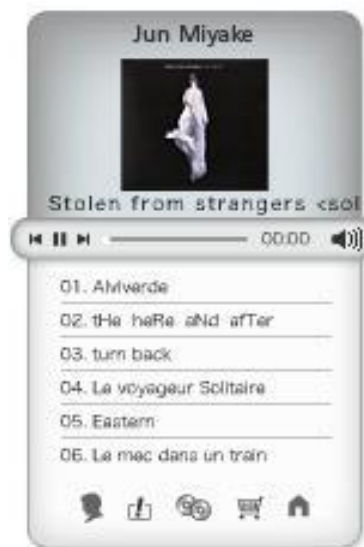 Jun Miyake
Stolen from strangers <sol
00:00
01. Alviverde
02. tHe heRe aNd afTer
03. turn back
04. Le voyageur Solitaire
05. Eastern
06. Le mec dans un train